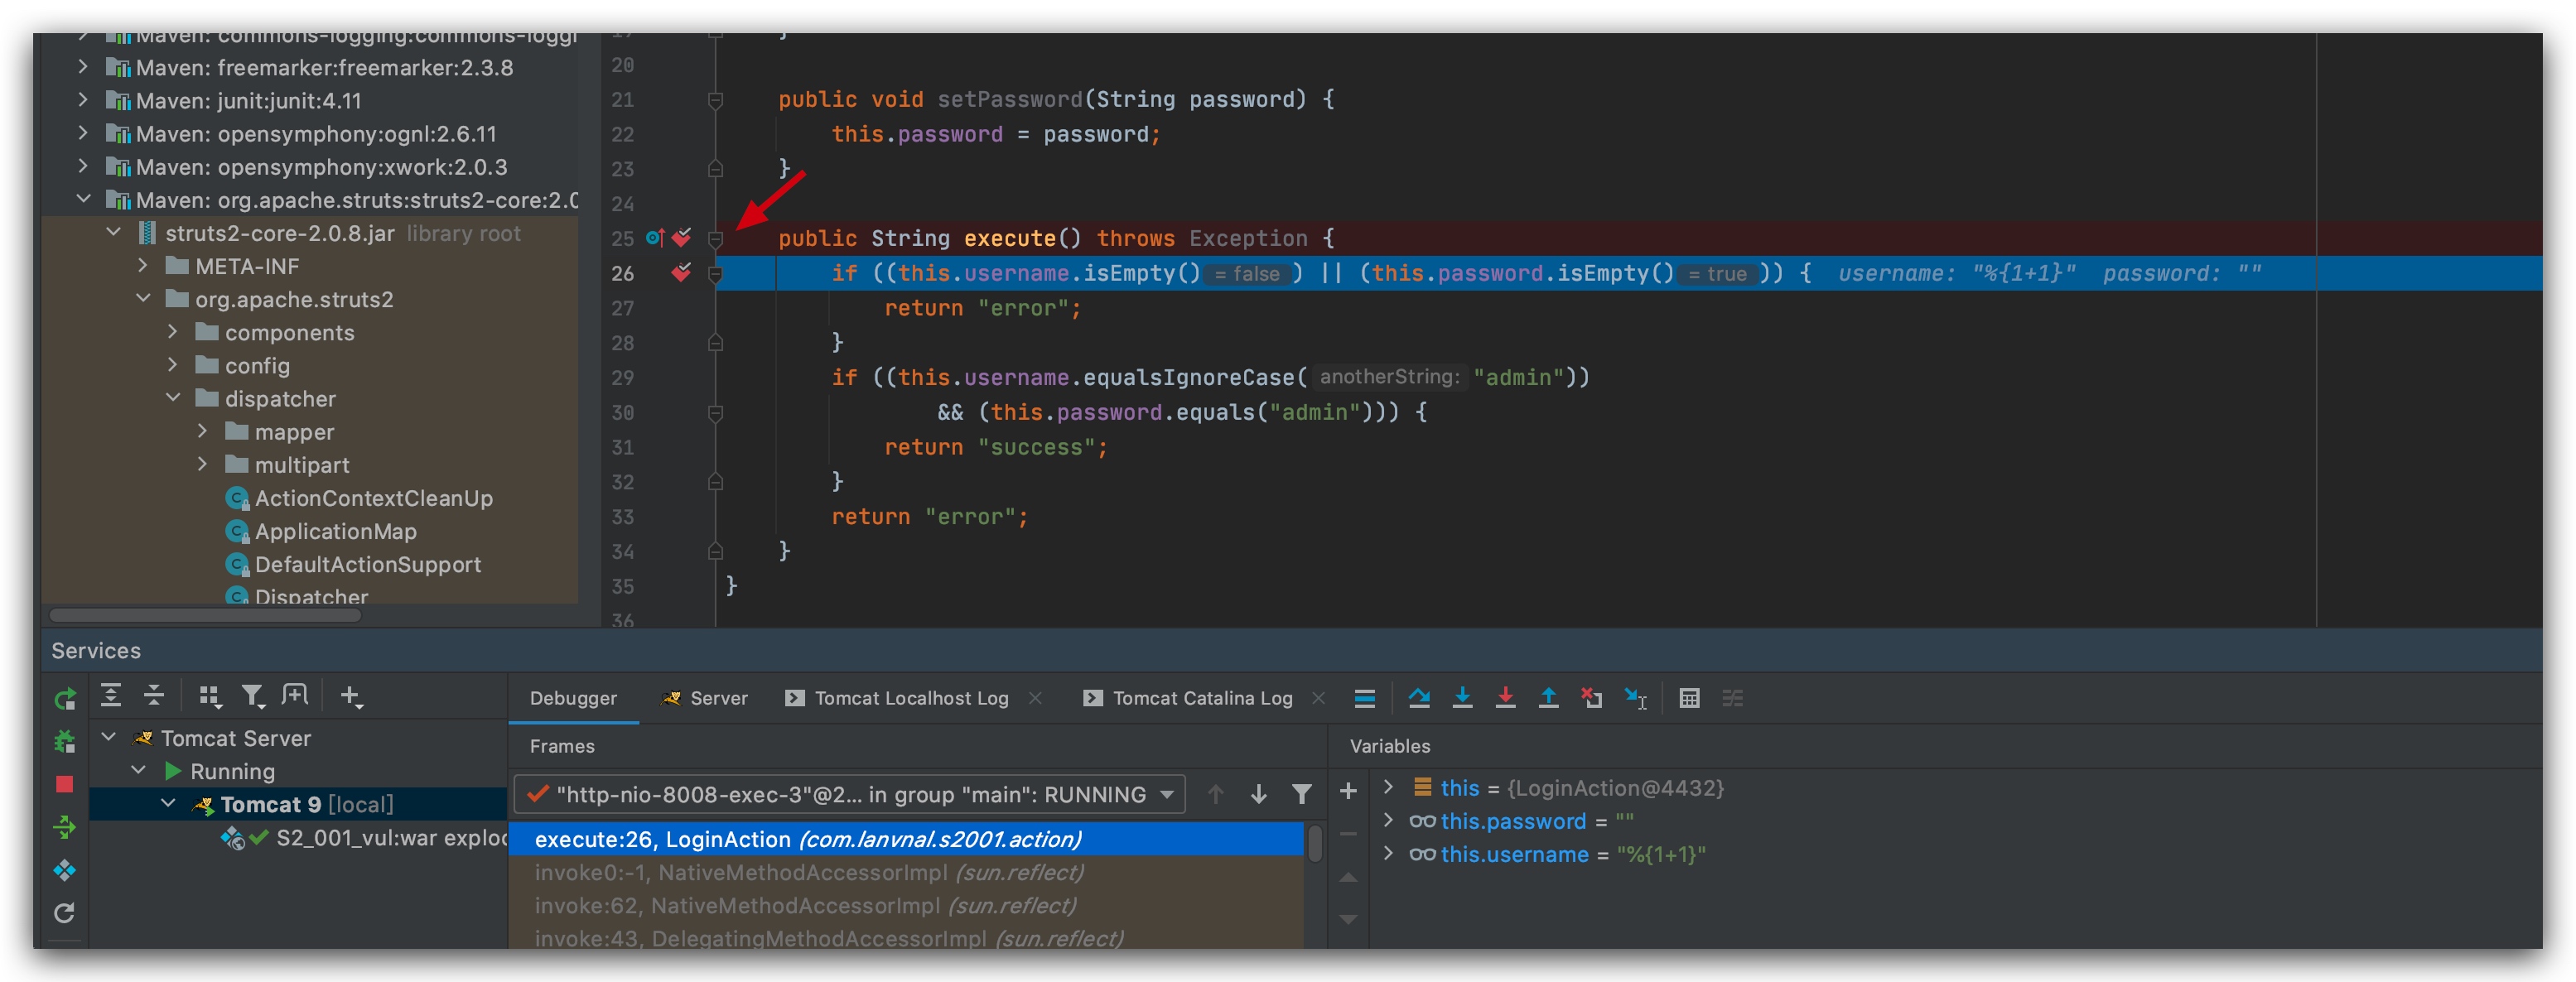 Maven: commons-logging:commons-loggi
Maven: freemarker:freemarker:2.3.8
Maven: junit:junit:4.11
Maven: opensymphony:ognl:2.6.11
Maven: opensymphony:xwork:2.0.3
Maven: org.apache.struts:struts2-core:2.0
struts2-core-2.0.8.jar library root
META-INF
org.apache.struts2
components
config
dispatcher
mapper
multipart
ActionContextCleanUp
ApplicationMap
DefaultActionSupport
Dispatcher
19 }
20
21 public void setPassword(String password) {
22 this.password = password;
23 }
24
25 public String execute() throws Exception {
26 if ((this.username.isEmpty() = false ) || (this.password.isEmpty() = true )) { username: "%{1+1}" password: ""
27 return "error";
28 }
29 if ((this.username.equalsIgnoreCase( anotherString: "admin"))
30 && (this.password.equals("admin"))) {
31 return "success";
32 }
33 return "error";
34 }
35 }
36
Services
Debugger Server Tomcat Localhost Log Tomcat Catalina Log
Tomcat Server
Running
Tomcat 9 [local]
S2_001_vul:war exploc
Frames
"http-nio-8008-exec-3"@2... in group "main": RUNNING
execute:26, LoginAction (com.lanvnal.s2001.action)
invoke0:-1, NativeMethodAccessorImpl (sun.reflect)
invoke:62, NativeMethodAccessorImpl (sun.reflect)
invoke:43, DelegatingMethodAccessorImpl (sun.reflect)
Variables
this = {LoginAction@4432}
this.password = ""
this.username = "%{1+1}"